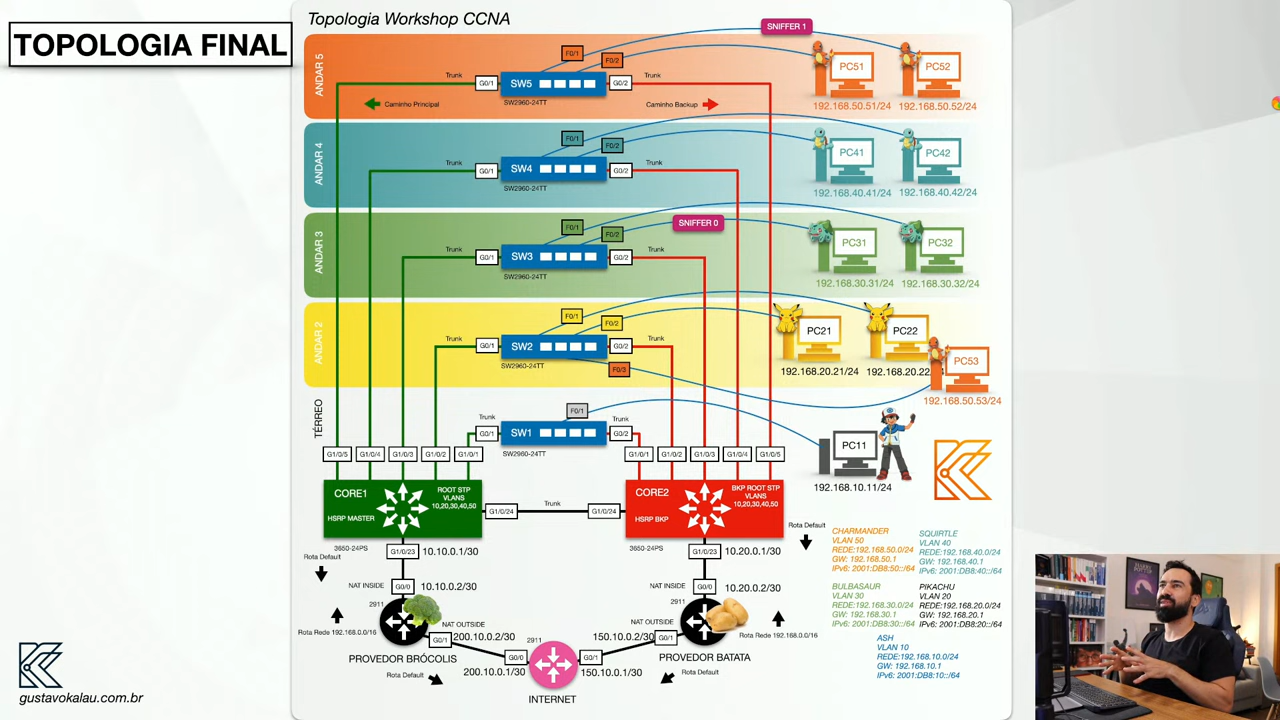 Topologia Workshop CCNA
TOPOLOGIA FINAL
SNIFFER 1
ANDAR 5
F0/1
F0/2
Trunk
G0/1
SW5
G0/2
Trunk
SW2960-24TT
Caminho Principal
Caminho Backup
PC51
PC52
192.168.50.51/24
192.168.50.52/24
ANDAR 4
F0/1
F0/2
Trunk
G0/1
SW4
G0/2
Trunk
SW2960-24TT
PC41
PC42
192.168.40.41/24
192.168.40.42/24
ANDAR 3
F0/1
F0/2
SNIFFER 0
Trunk
G0/1
SW3
G0/2
Trunk
SW2960-24TT
PC31
PC32
192.168.30.31/24
192.168.30.32/24
ANDAR 2
F0/1
F0/2
Trunk
G0/1
SW2
G0/2
Trunk
SW2960-24TT
F0/3
PC21
PC22
192.168.20.21/24
192.168.20.22
PC53
192.168.50.53/24
TÉRREO
F0/1
Trunk
G0/1
SW1
G0/2
Trunk
SW2960-24TT
PC11
192.168.10.11/24
G1/0/5
G1/0/4
G1/0/3
G1/0/2
G1/0/1
G1/0/1
G1/0/2
G1/0/3
G1/0/4
G1/0/5
CORE1
ROOT STP
VLANS
10,20,30,40,50
HSRP MASTER
G1/0/24
Trunk
G1/0/24
CORE2
BKP ROOT STP
VLANS
10,20,30,40,50
HSRP BKP
3650-24PS
G1/0/23
10.10.0.1/30
3650-24PS
G1/0/23
10.20.0.1/30
Rota Default
Rota Default
NAT INSIDE
G0/0
10.10.0.2/30
NAT INSIDE
G0/0
10.20.0.2/30
2911
2911
Rota Rede 192.168.0.0/16
Rota Rede 192.168.0.0/16
NAT OUTSIDE
NAT OUTSIDE
G0/1
200.10.0.2/30
2911
150.10.0.2/30
G0/1
PROVEDOR BRÓCOLIS
G0/0
G0/1
PROVEDOR BATATA
Rota Default
200.10.0.1/30
150.10.0.1/30
Rota Default
INTERNET
CHARMANDER
VLAN 50
REDE:192.168.50.0/24
GW: 192.168.50.1
IPv6: 2001:DB8:50::/64
SQUIRTLE
VLAN 40
REDE:192.168.40.0/24
GW: 192.168.40.1
IPv6: 2001:DB8:40::/64
BULBASAUR
VLAN 30
REDE:192.168.30.0/24
GW: 192.168.30.1
IPv6: 2001:DB8:30::/64
PIKACHU
VLAN 20
REDE:192.168.20.0/24
GW: 192.168.20.1
IPv6: 2001:DB8:20::/64
ASH
VLAN 10
REDE:192.168.10.0/24
GW: 192.168.10.1
IPv6: 2001:DB8:10::/64
gustavokalau.com.br